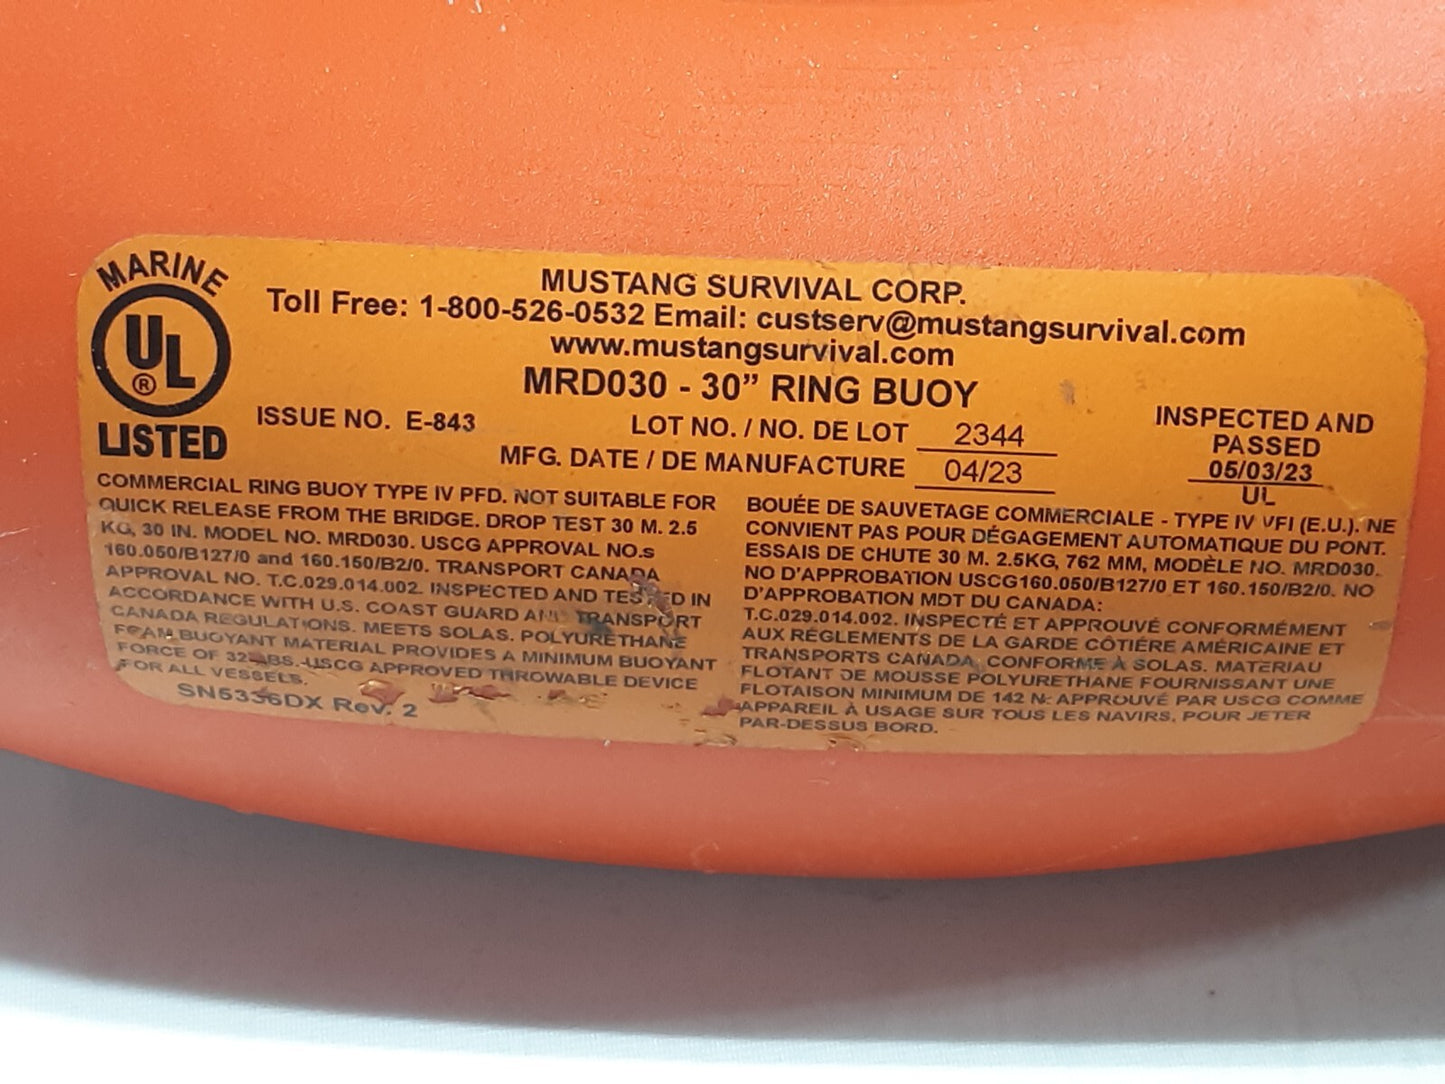 MARINE
UL
®
LISTED
MUSTANG SURVIVAL CORP.
Toll Free: 1-800-526-0532 Email: custserv@mustangsurvival.com
www.mustangsurvival.com
MRD030 - 30” RING BUOY
ISSUE NO. E-843
LOT NO. / NO. DE LOT 2344
MFG. DATE / DE MANUFACTURE 04/23
INSPECTED AND
PASSED
05/03/23
UL
COMMERCIAL RING BUOY TYPE IV PFD. NOT SUITABLE FOR
QUICK RELEASE FROM THE BRIDGE. DROP TEST 30 M. 2.5
KG, 30 IN. MODEL NO. MRD030. USCG APPROVAL NO.s
160.050/B127/0 and 160.150/B2/0. TRANSPORT CANADA
APPROVAL NO. T.C.029.014.002. INSPECTED AND TESTED IN
ACCORDANCE WITH U.S. COAST GUARD AND TRANSPORT
CANADA REGULATIONS. MEETS SOLAS. POLYURETHANE
FOAM BUOYANT MATERIAL PROVIDES A MINIMUM BUOYANT
FORCE OF 32 LBS. USCG APPROVED THROWABLE DEVICE
FOR ALL VESSELS.
SN5336DX Rev. 2
BOUÉE DE SAUVETAGE COMMERCIALE - TYPE IV VFI (E.U.). NE
CONVIENT PAS POUR DÉGAGEMENT AUTOMATIQUE DU PONT.
ESSAIS DE CHUTE 30 M. 2.5KG, 762 MM, MODÈLE NO. MRD030.
NO D'APPROBATION USCG160.050/B127/0 ET 160.150/B2/0. NO
D'APPROBATION MDT DU CANADA:
T.C.029.014.002. INSPECTÉ ET APPROUVÉ CONFORMÉMENT
AUX RÉGLEMENTS DE LA GARDE CÔTIÉRE AMÉRICAINE ET
TRANSPORTS CANADA, CONFORME À SOLAS. MATERIAU
FLOTANT DE MOUSSE POLYURETHANE FOURNISSANT UNE
FLOTAISON MINIMUM DE 142 N. APPROUVÉ PAR USCG COMME
APPAREIL À USAGE SUR TOUS LES NAVIRS, POUR JETER
PAR-DESSUS BORD.